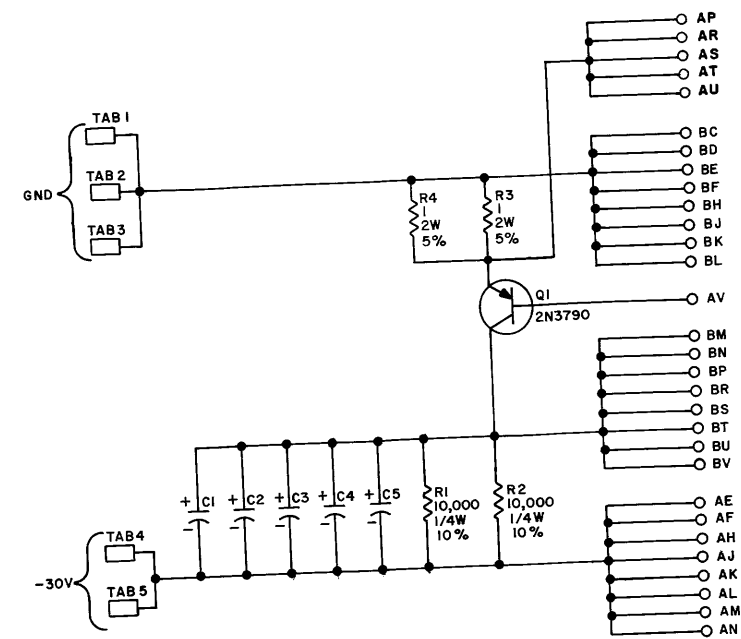 AP
AR
AS
AT
AU
TAB 1
TAB 2
TAB 3
GND
BC
BD
BE
BF
BH
BJ
BK
BL
R4
1
2W
5%
R3
1
2W
5%
Q1
2N3790
AV
BM
BN
BP
BR
BS
BT
BU
BV
+ C1 -
+ C2 -
+ C3 -
+ C4 -
+ C5 -
R1
10,000
1/4W
10%
R2
10,000
1/4W
10%
TAB4
TAB5
-30V
AE
AF
AH
AJ
AK
AL
AM
AN